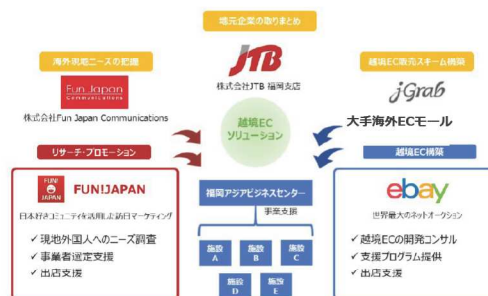 地元企業の取りまとめ
JTB
株式会社JTB 福岡支店
海外現地ニーズの把握
Fun Japan
Communications
株式会社Fun Japan Communications
越境EC販売スキーム構築
jGrab
大手海外ECモール
越境EC
ソリューション
リサーチ・プロモーション
FUN!
JAPAN
FUN!JAPAN
日本好きコミュニティを活用した訪日マーケティング
✓ 現地外国人へのニーズ調査
✓ 事業者選定支援
✓ 出店支援
福岡アジアビジネスセンター
事業支援
施設
A
施設
B
施設
C
施設
D
施設
E
越境EC構築
ebay
世界最大のネットオークション
✓ 越境ECの開発コンサル
✓ 支援プログラム提供
✓ 出店支援